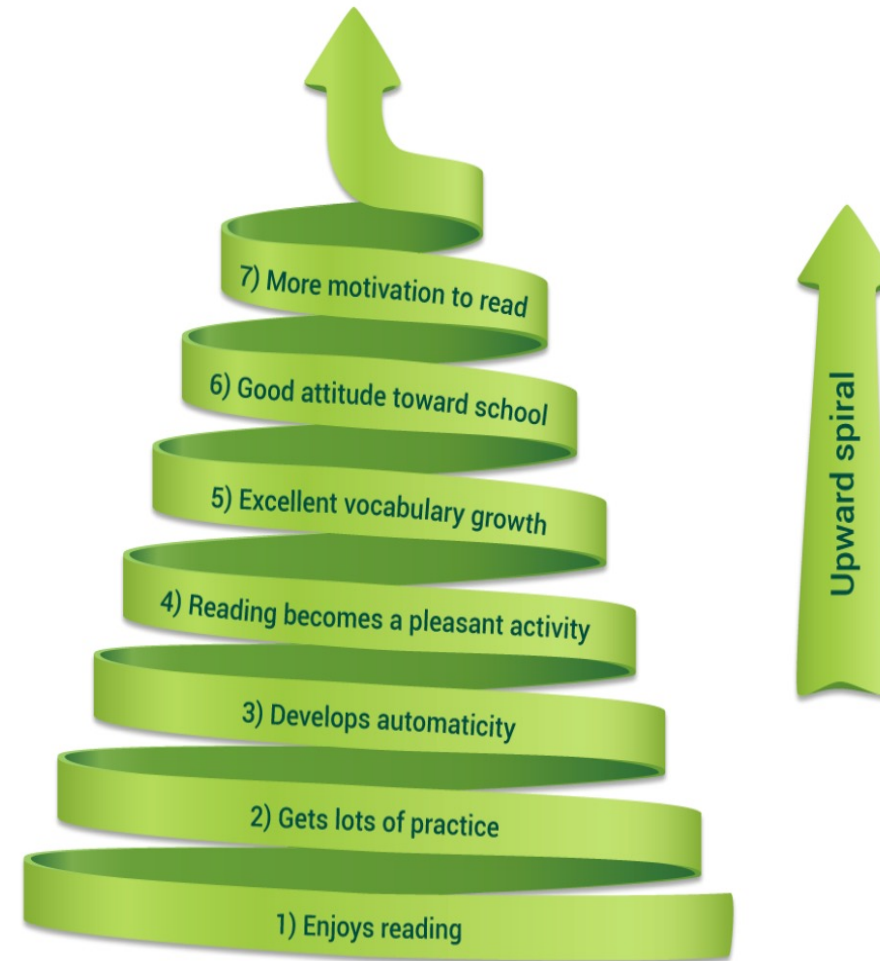 7) More motivation to read
6) Good attitude toward school
5) Excellent vocabulary growth
4) Reading becomes a pleasant activity
3) Develops automaticity
2) Gets lots of practice
1) Enjoys reading
Upward spiral